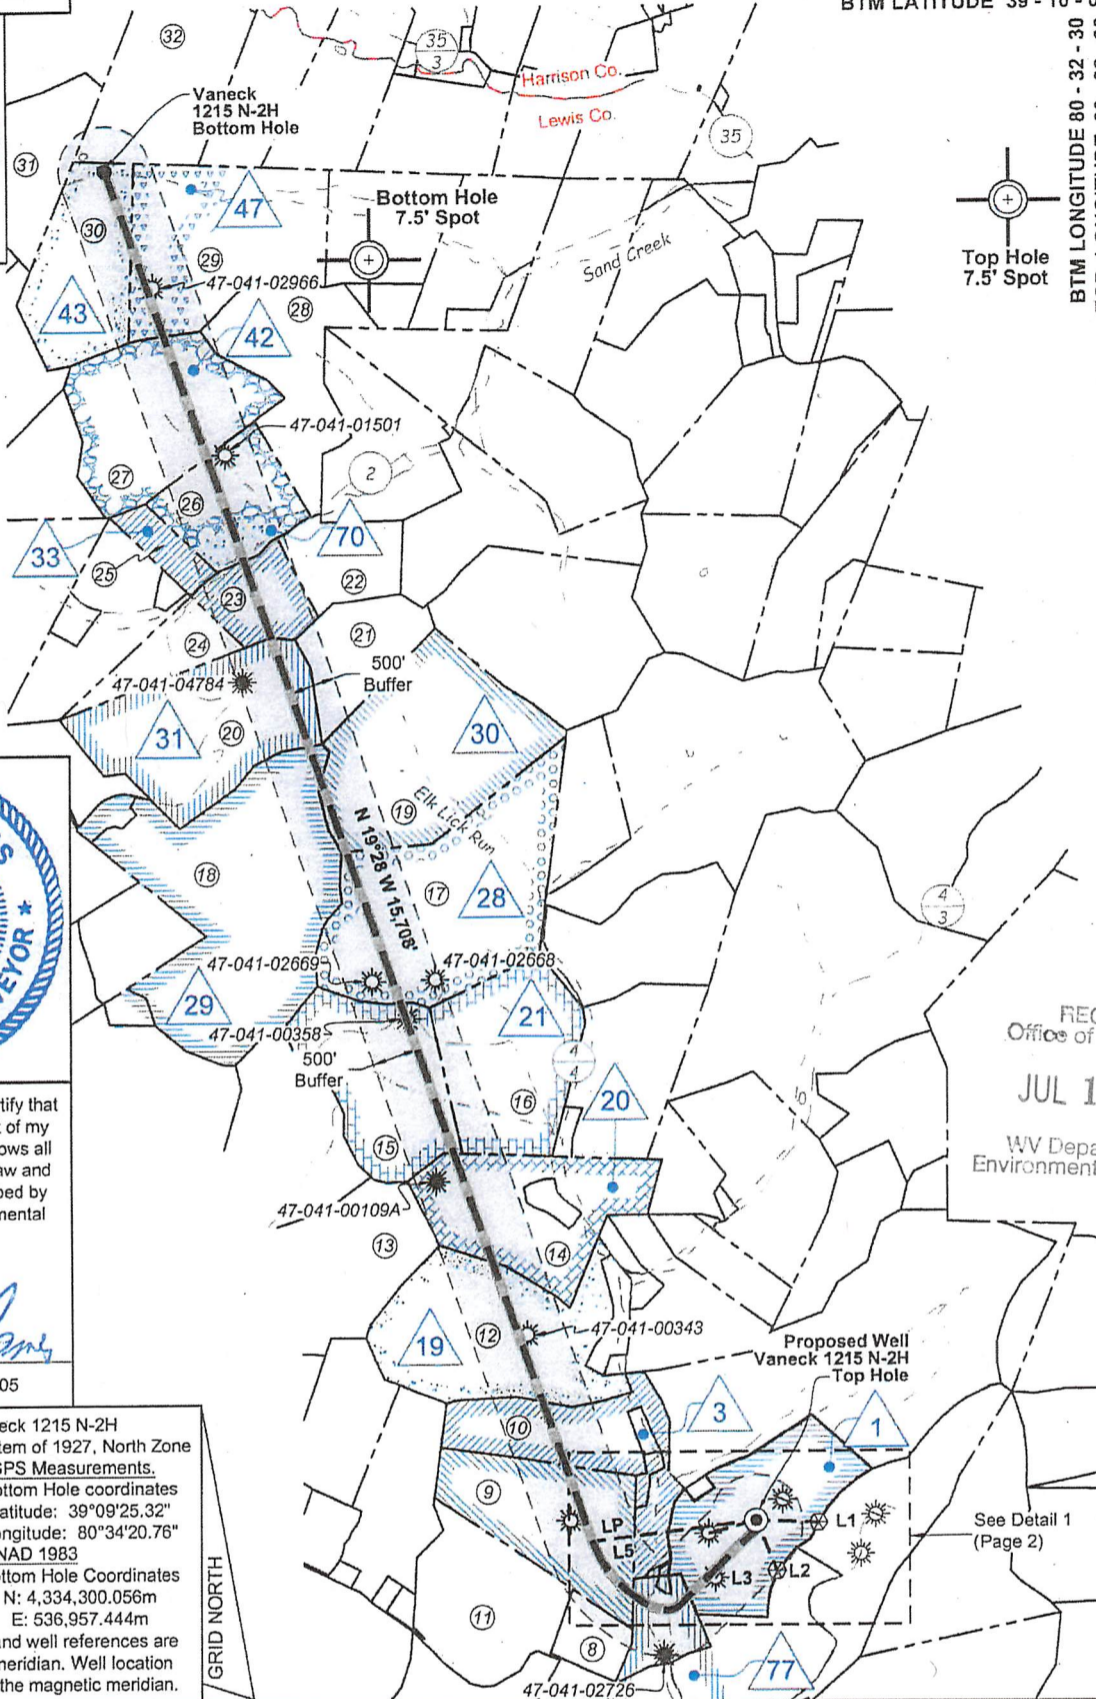 BTM LATITUDE 39 - 10 -
BTM LONGITUDE 80 - 32 - 30
32
35
3
Harrison Co.
Lewis Co.
35
Vaneck
1215 N-2H
Bottom Hole
31
47
Bottom Hole
7.5' Spot
Top Hole
7.5' Spot
Sand Creek
30
29
47-041-02966
28
43
42
47-041-01501
2
27
26
33
70
25
22
23
24
21
500'
Buffer
47-041-04784
31
20
30
Elk Lick Run
19
N 19°28 W 15,708'
18
17
28
4
3
47-041-02669
47-041-02668
29
21
47-041-00358
500'
Buffer
4
4
16
20
15
47-041-00109A
13
14
12
19
47-041-00343
Proposed Well
Vaneck 1215 N-2H
Top Hole
3
1
10
9
LP
L5
L1
L2
L3
See Detail 1
(Page 2)
11
8
47-041-02726
77
S
VEYOR ★
tify that
of my
ows all
aw and
bed by
mental
05
REC
Office of
JUL 1
WV Depa
Environment
eck 1215 N-2H
tem of 1927, North Zone
GPS Measurements.
ottom Hole coordinates
atitude: 39°09'25.32"
ongitude: 80°34'20.76"
NAD 1983
ottom Hole Coordinates
N: 4,334,300.056m
E: 536,957.444m
and well references are
meridian. Well location
the magnetic meridian.
GRID NORTH